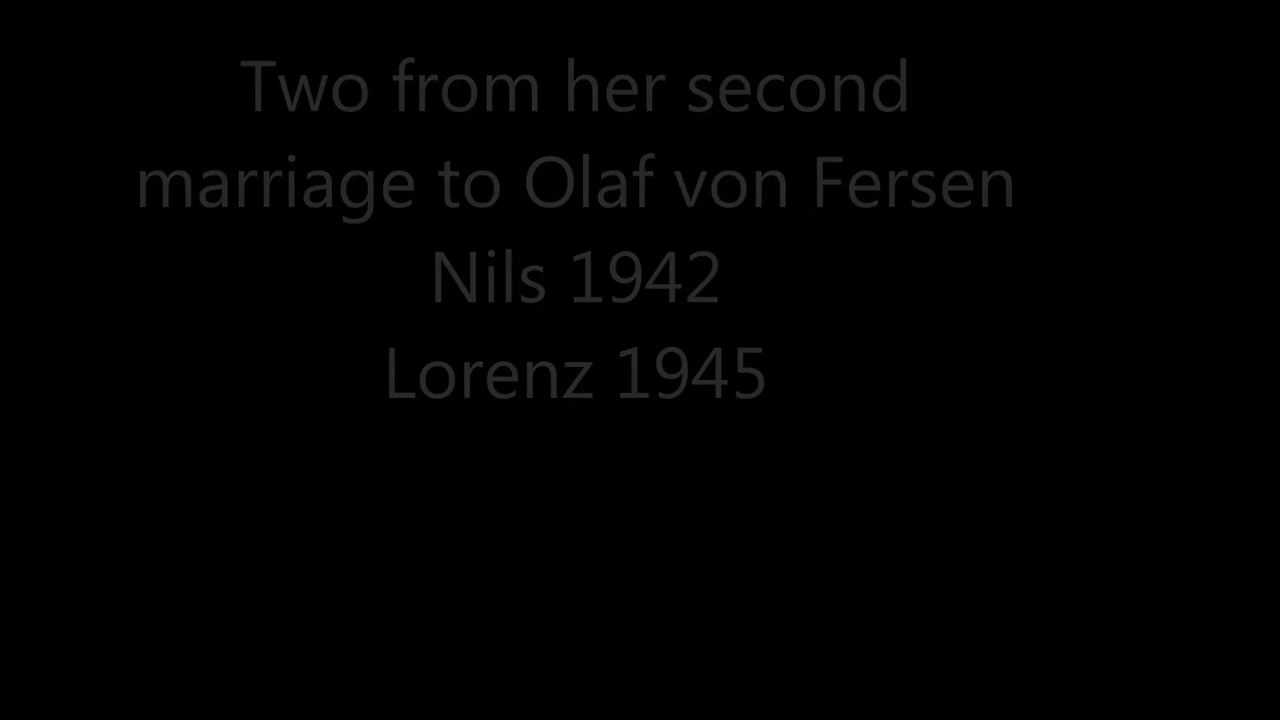 Two from her second
marriage to Olaf von Fersen
Nils 1942
Lorenz 1945